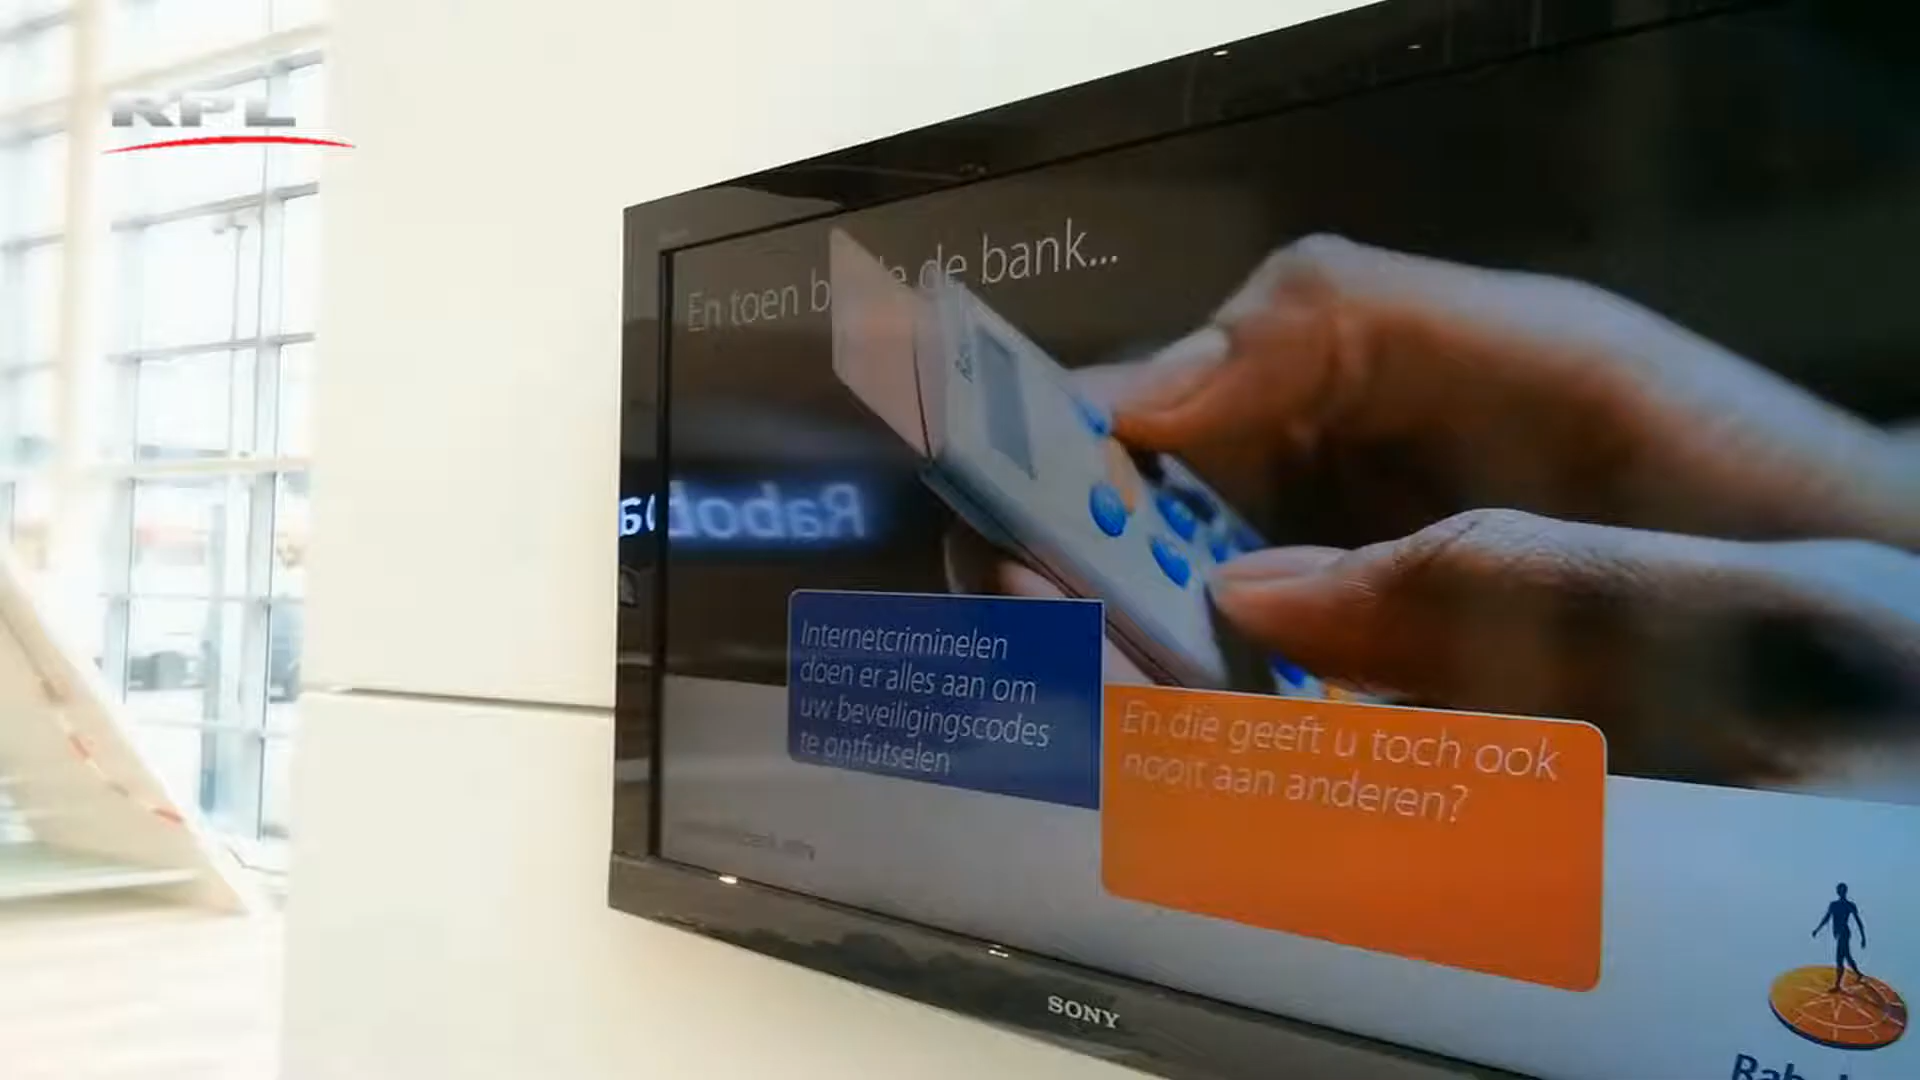 RPL
En toen b de de bank...
Internetcriminelen
doen er alles aan om
uw beveiligingscodes
te ontfutselen
En die geeft u toch ook
nooit aan anderen?
SONY